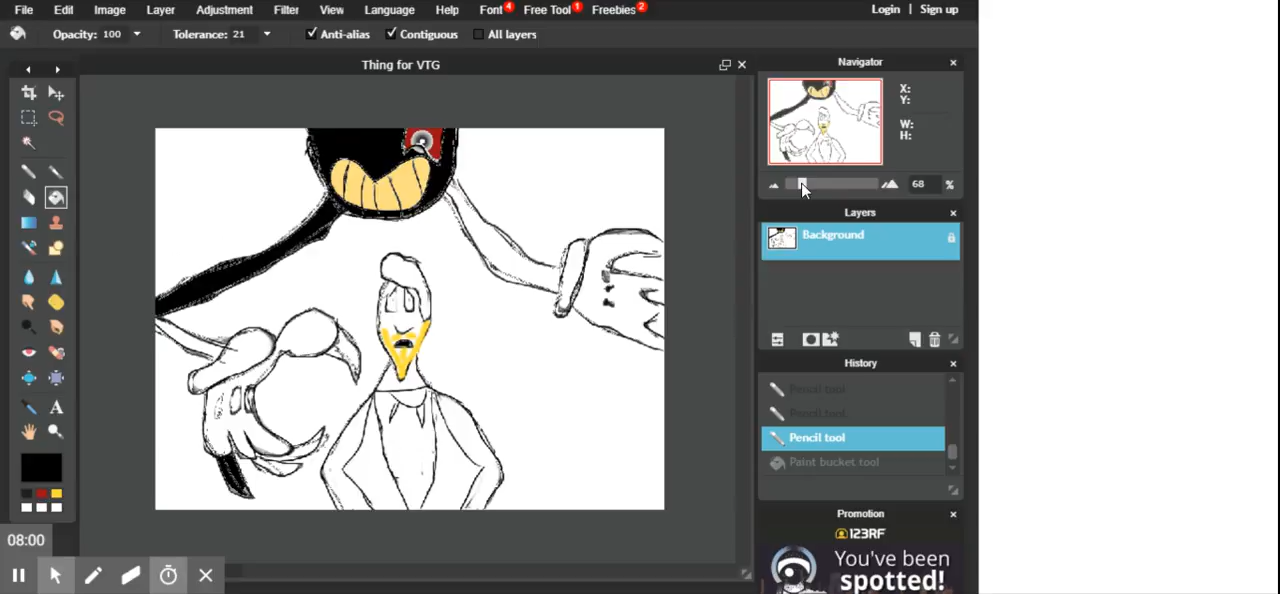 File Edit Image Layer Adjustment Filter View Language Help Font 4 Free Tool 1 Freebies 2 Login | Sign up
Opacity: 100 Tolerance: 21 Anti-alias Contiguous All layers
Thing for VTG
Navigator
X:
Y:
W:
H:
68 %
Layers
Background
History
Pencil tool
Pencil tool
Pencil tool
Paint bucket tool
A
Promotion
123RF
You've been
spotted!
08:00